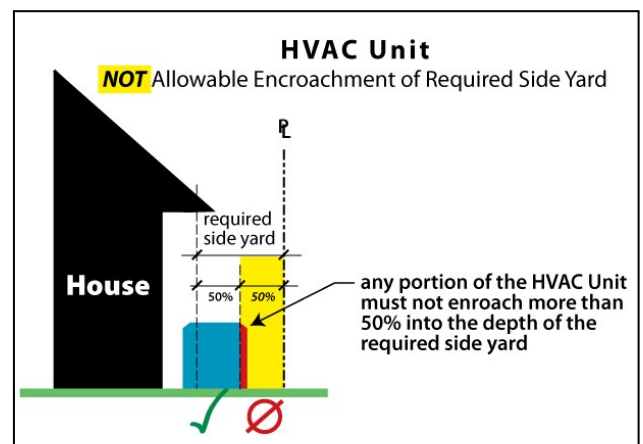 HVAC Unit
NOT Allowable Encroachment of Required Side Yard
PL
required
side yard
House
50% 50%
any portion of the HVAC Unit
must not enroach more than
50% into the depth of the
required side yard